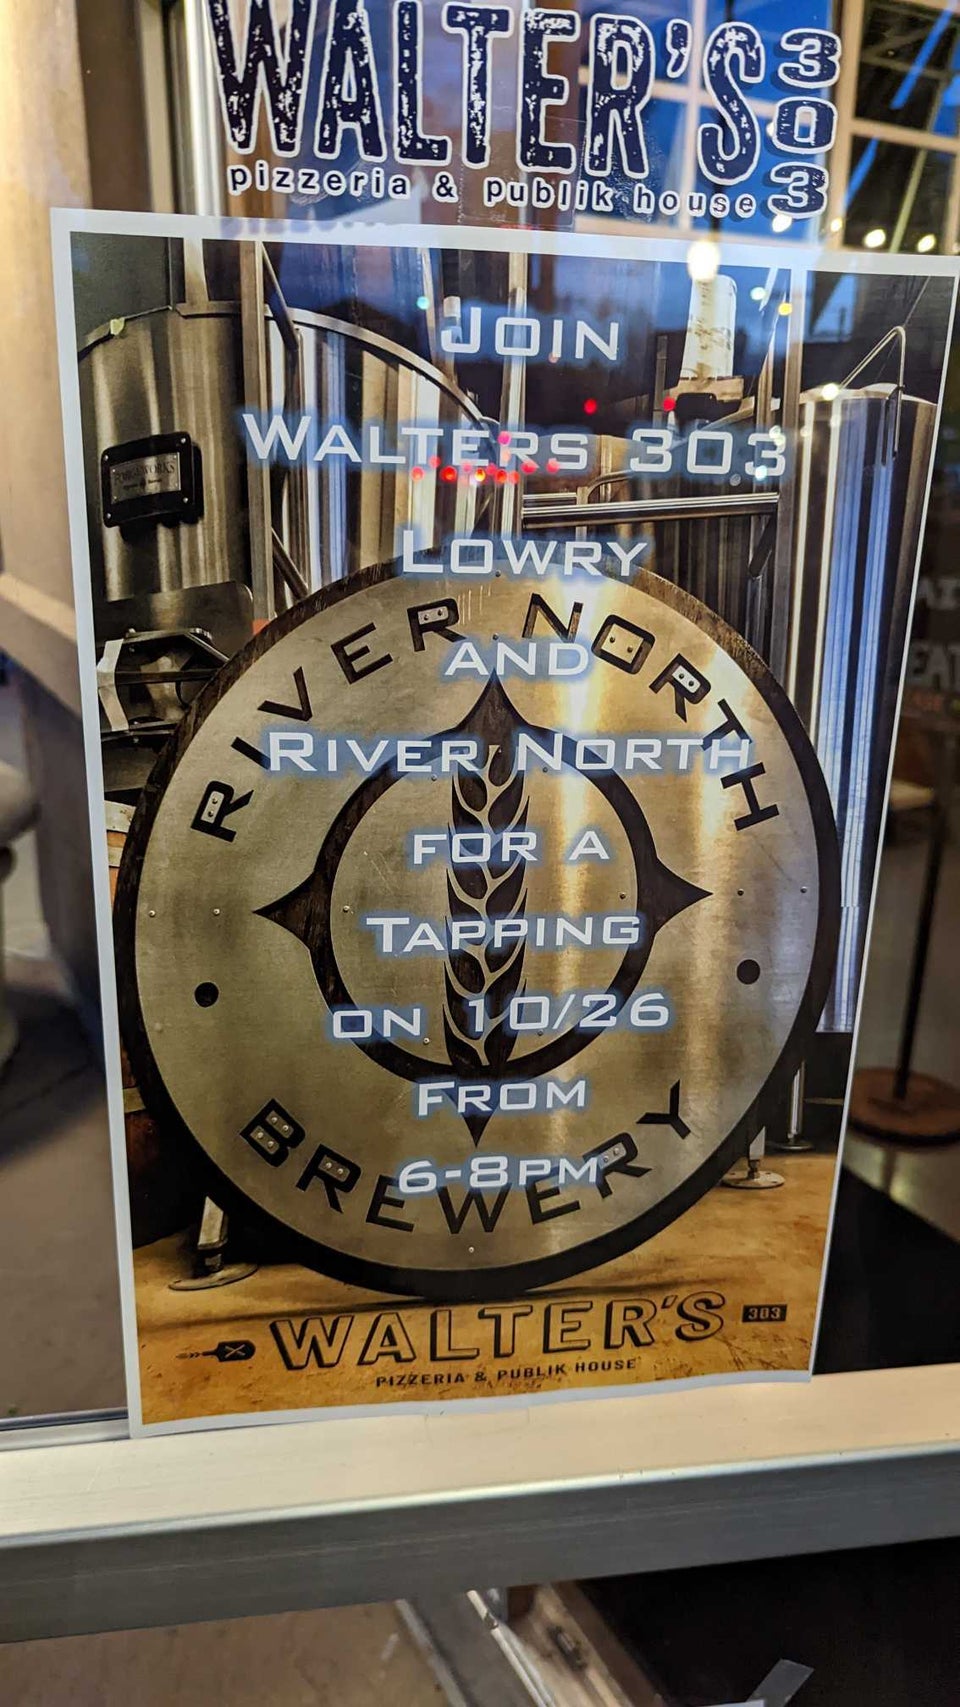 WALTER'S 303
pizzeria & publik house
JOIN
WALTERS 303
LOWRY
AND
RIVER NORTH
FOR A
TAPPING
ON 10/26
FROM
6-8PM
RIVER NORTH
BREWERY
WALTER'S 303
PIZZERIA & PUBLIK HOUSE